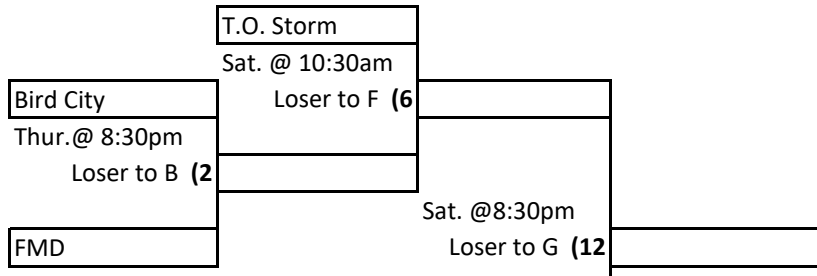 T.O. Storm
Sat. @ 10:30am
Bird City
Loser to F (6
Thur.@ 8:30pm
Loser to B (2
Sat. @8:30pm
FMD
Loser to G (12